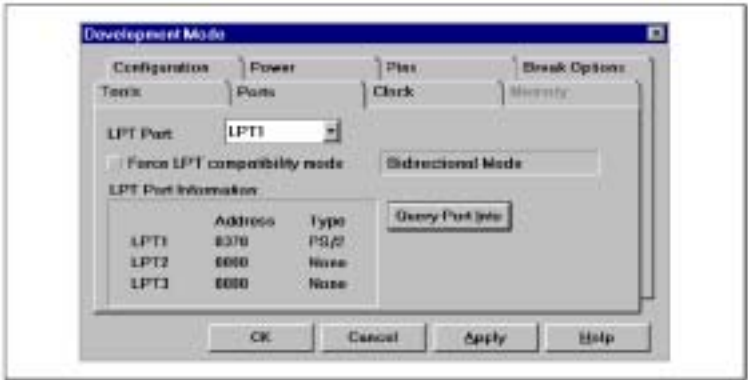 Development Mode
Configuration Power Pins Break Options
Tools Ports Clock Memory
LPT Port: LPT1
Force LPT compatibility mode Bidirectional Mode
LPT Port Information
Query Port Info
Address Type
LPT1 0378 PS/2
LPT2 0000 None
LPT3 0000 None
OK Cancel Apply Help